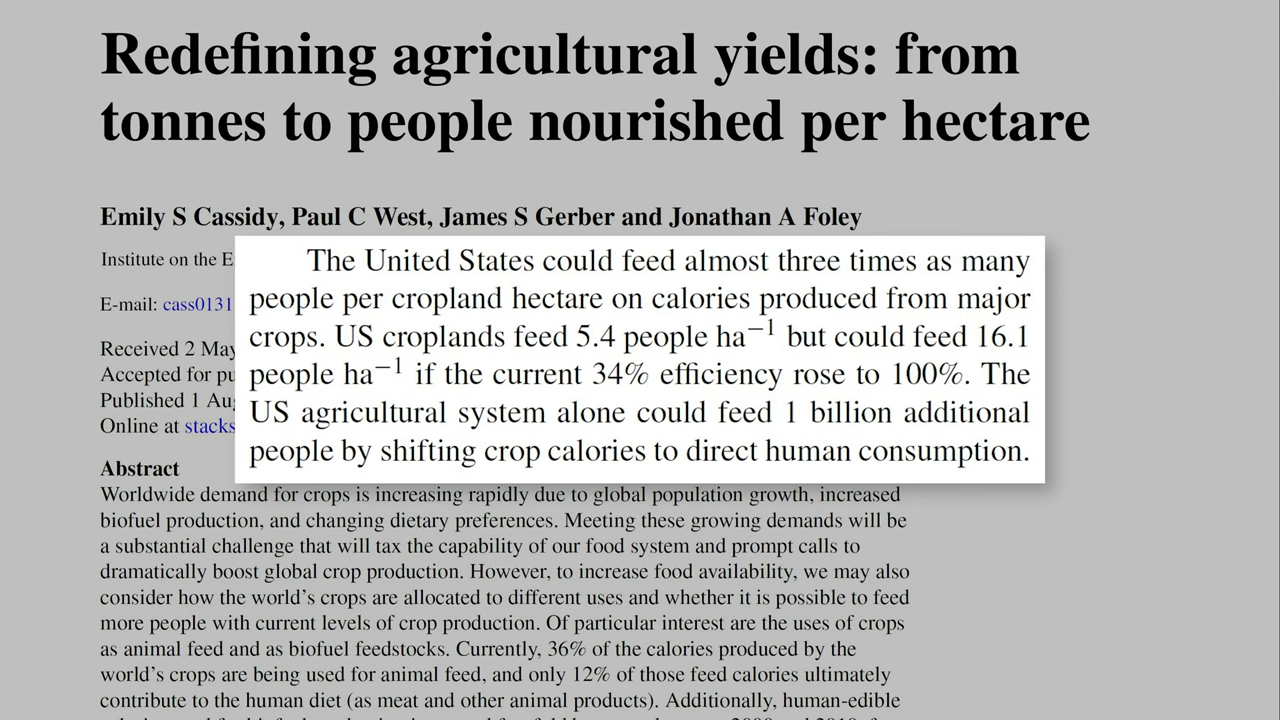 Redefining agricultural yields: from
tonnes to people nourished per hectare
Emily S Cassidy, Paul C West, James S Gerber and Jonathan A Foley
Institute on the E
E-mail: cass0131
Received 2 May
Accepted for pu
Published 1 Aug
Online at stacks
The United States could feed almost three times as many
people per cropland hectare on calories produced from major
crops. US croplands feed 5.4 people ha⁻¹ but could feed 16.1
people ha⁻¹ if the current 34% efficiency rose to 100%. The
US agricultural system alone could feed 1 billion additional
people by shifting crop calories to direct human consumption.
Abstract
Worldwide demand for crops is increasing rapidly due to global population growth, increased
biofuel production, and changing dietary preferences. Meeting these growing demands will be
a substantial challenge that will tax the capability of our food system and prompt calls to
dramatically boost global crop production. However, to increase food availability, we may also
consider how the world's crops are allocated to different uses and whether it is possible to feed
more people with current levels of crop production. Of particular interest are the uses of crops
as animal feed and as biofuel feedstocks. Currently, 36% of the calories produced by the
world's crops are being used for animal feed, and only 12% of those feed calories ultimately
contribute to the human diet (as meat and other animal products). Additionally, human-edible